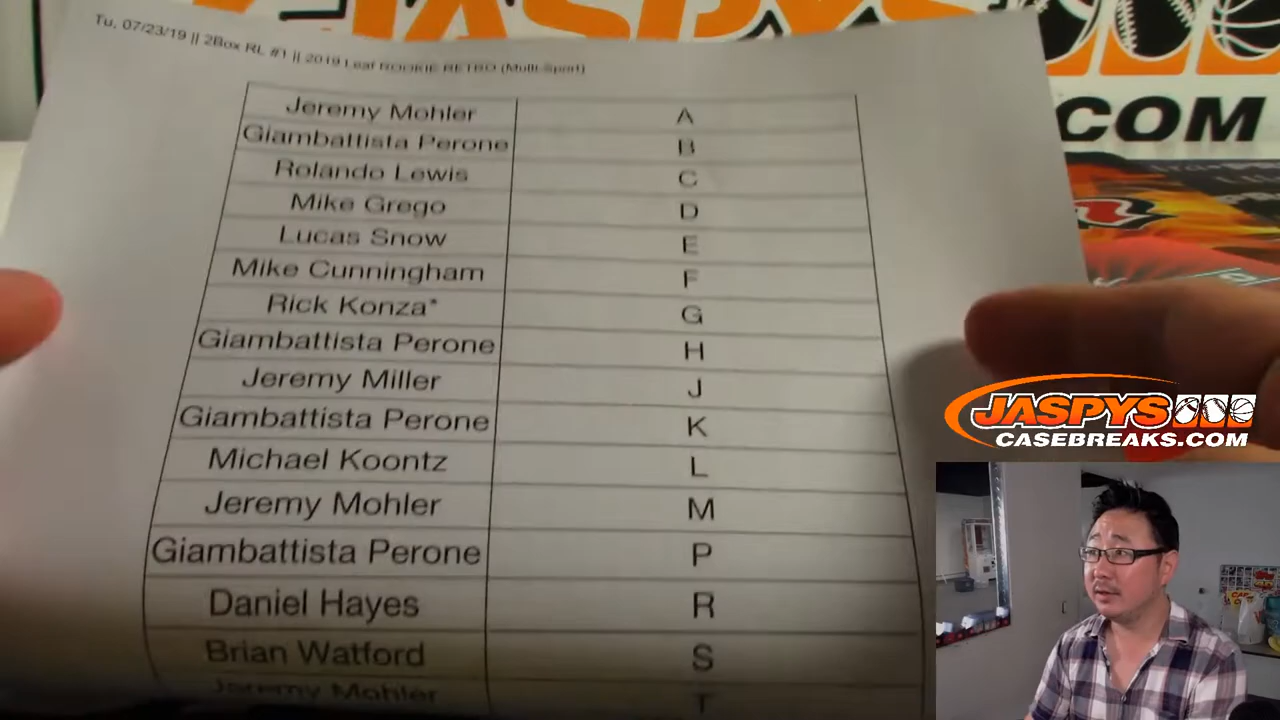 JASPYS
.COM
Tu, 07/23/19 || 2Box RL #1 || 2019 Leaf ROOKIE RETRO (Multi-Sport)
Jeremy Mohler A
Giambattista Perone B
Rolando Lewis C
Mike Grego D
Lucas Snow E
Mike Cunningham F
Rick Konza* G
Giambattista Perone H
Jeremy Miller J
Giambattista Perone K
Michael Koontz L
Jeremy Mohler M
Giambattista Perone P
Daniel Hayes R
Brian Watford S
Jeremy Mohler T
JASPYS
CASEBREAKS.COM